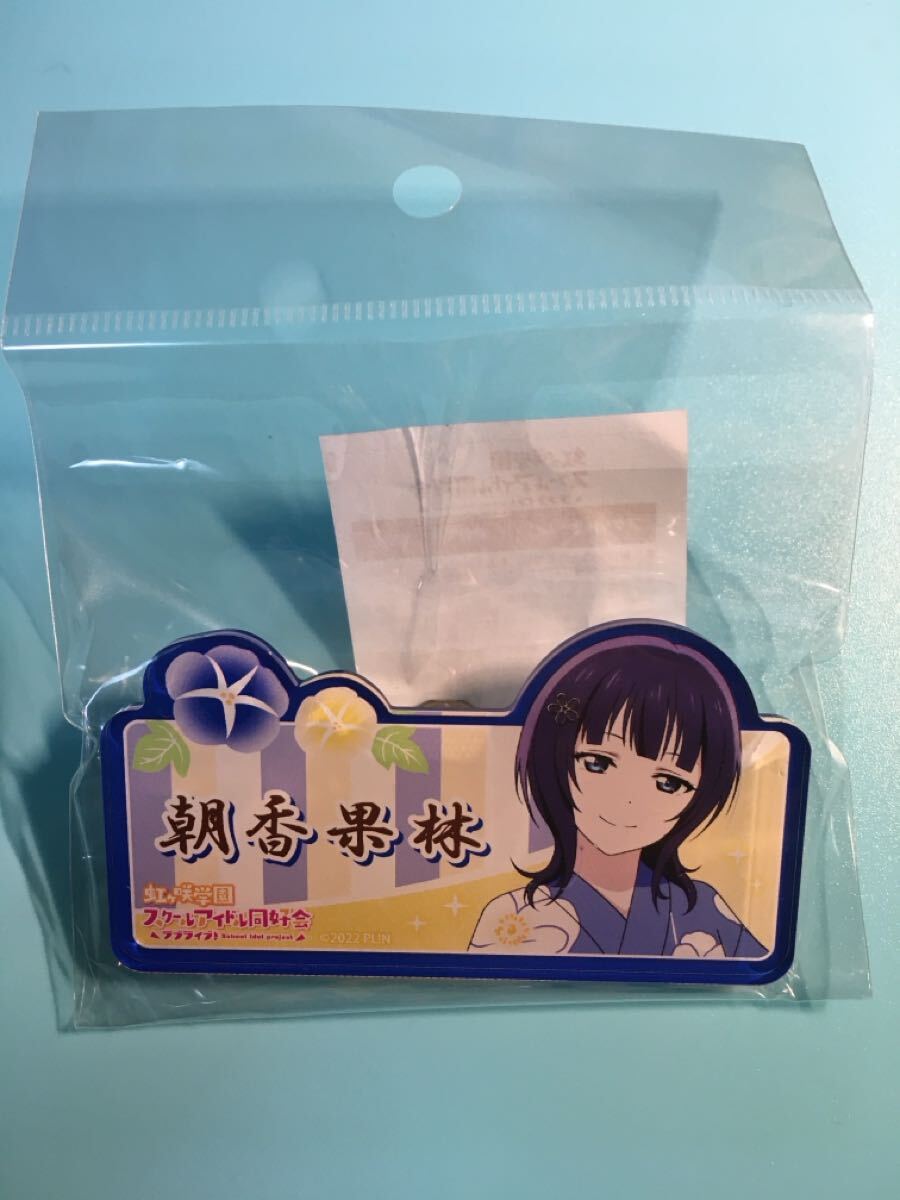 朝香果林
虹ヶ咲学園
スクールアイドル同好会
ラブライブ! School idol project
©2022 PL!N